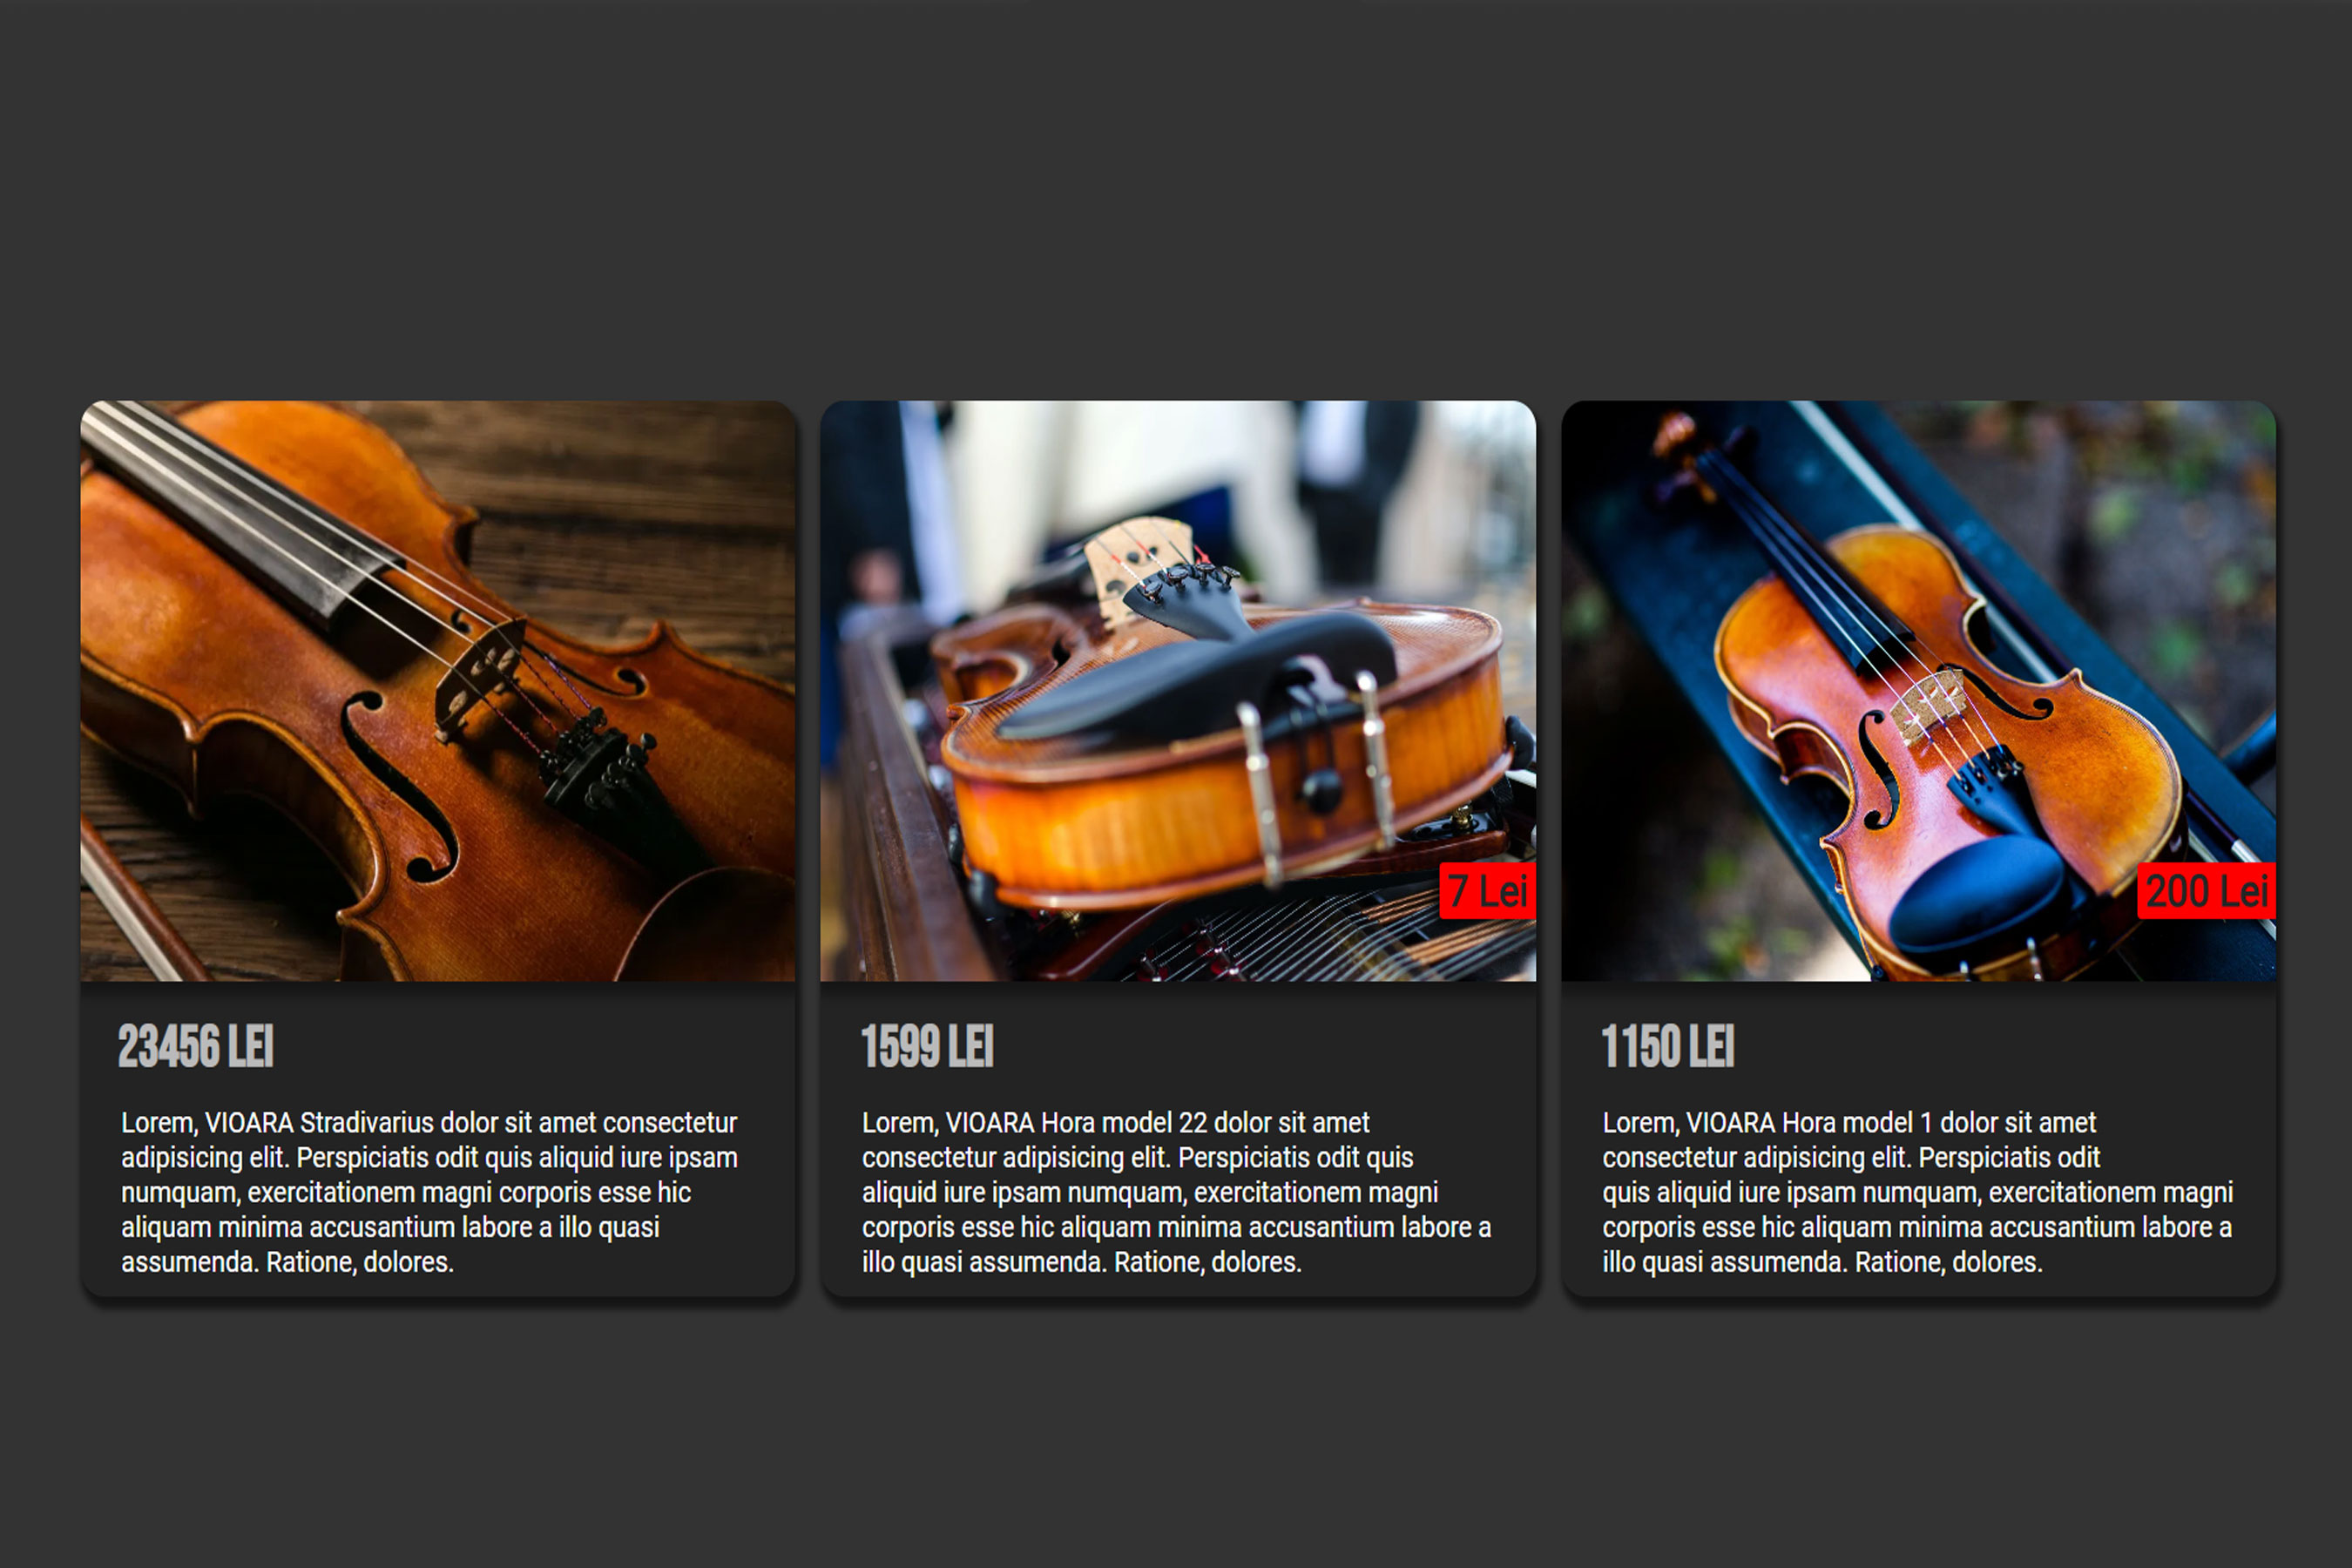 23456 LEI
Lorem, VIOARA Stradivarius dolor sit amet consectetur
adipisicing elit. Perspiciatis odit quis aliquid iure ipsam
numquam, exercitationem magni corporis esse hic
aliquam minima accusantium labore a illo quasi
assumenda. Ratione, dolores.
7 Lei
1599 LEI
Lorem, VIOARA Hora model 22 dolor sit amet
consectetur adipisicing elit. Perspiciatis odit quis
aliquid iure ipsam numquam, exercitationem magni
corporis esse hic aliquam minima accusantium labore a
illo quasi assumenda. Ratione, dolores.
200 Lei
1150 LEI
Lorem, VIOARA Hora model 1 dolor sit amet
consectetur adipisicing elit. Perspiciatis odit
quis aliquid iure ipsam numquam, exercitationem magni
corporis esse hic aliquam minima accusantium labore a
illo quasi assumenda. Ratione, dolores.